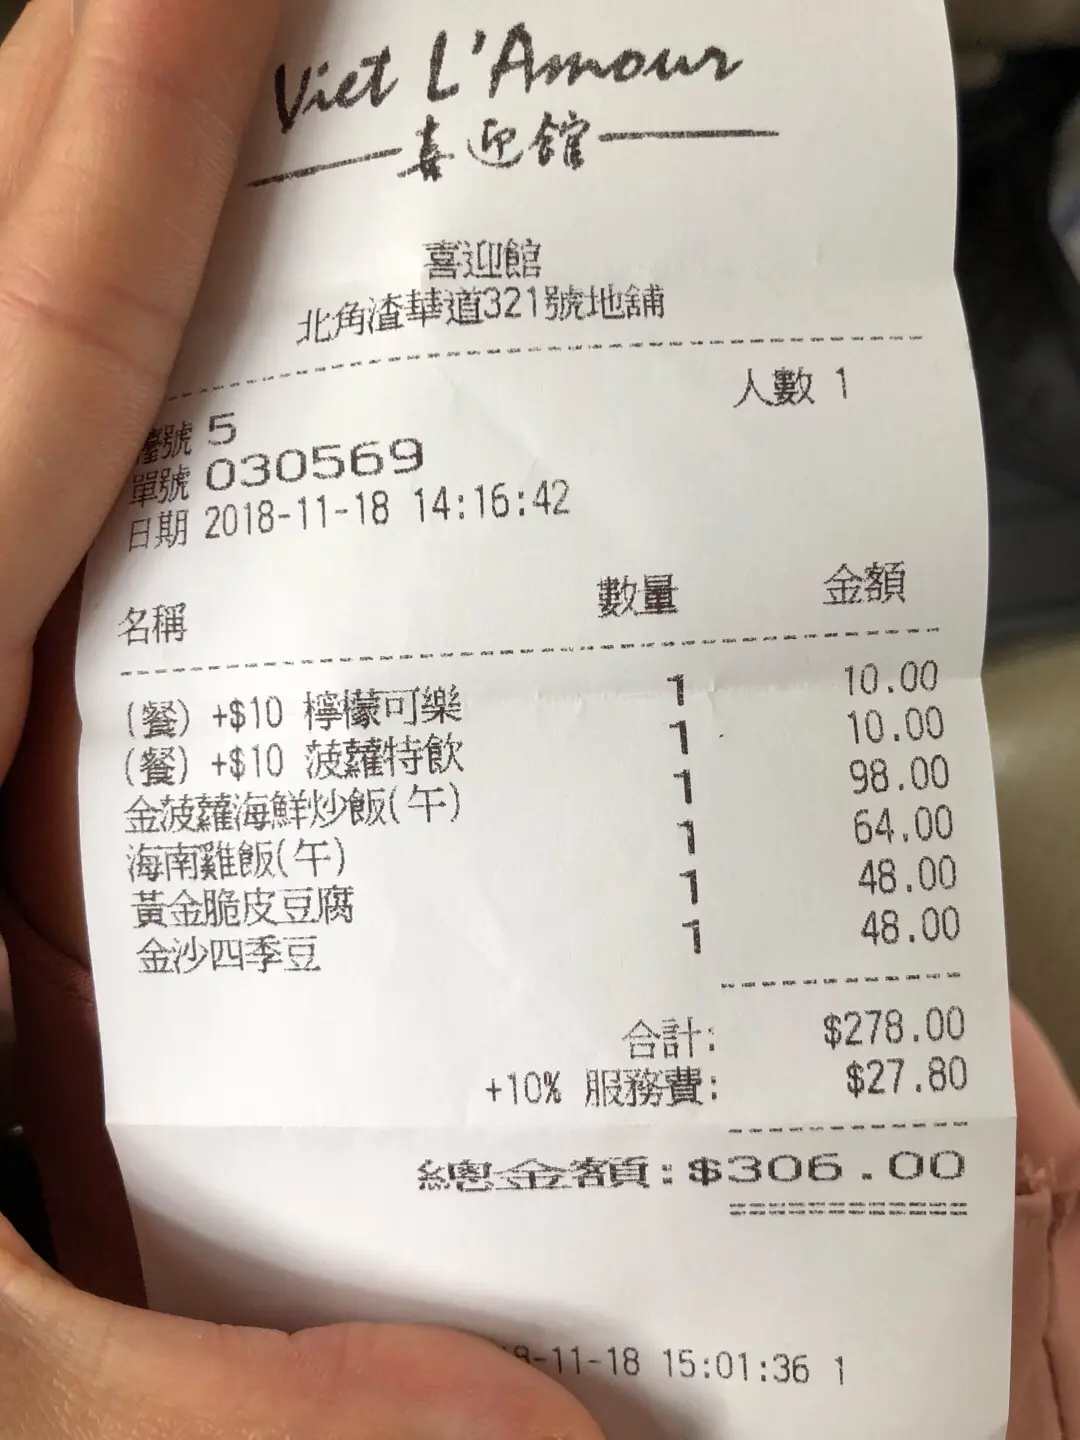 Viet L'Amour
喜迎館
喜迎館
北角渣華道321號地舖
人數 1
檯號 5
單號 030569
日期 2018-11-18 14:16:42
名稱 數量 金額
(餐) +$10 檸檬可樂 1 10.00
(餐) +$10 菠蘿特飲 1 10.00
金菠蘿海鮮炒飯(午) 1 98.00
海南雞飯(午) 1 64.00
黃金脆皮豆腐 1 48.00
金沙四季豆 1 48.00
合計: $278.00
+10% 服務費: $27.80
總金額:$306.00
8-11-18 15:01:36 1